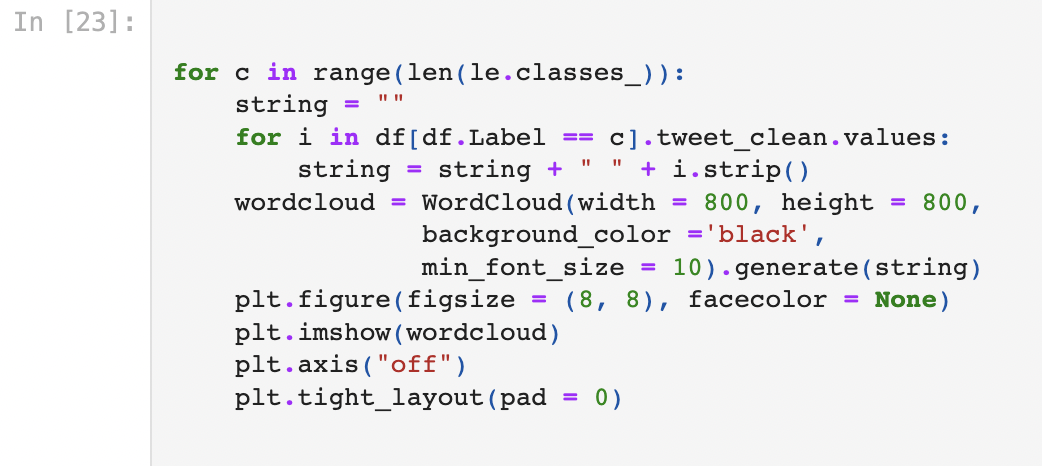 In [23]:
for c in range(len(le.classes_)):
    string = ""
    for i in df[df.Label == c].tweet_clean.values:
        string = string + " " + i.strip()
    wordcloud = WordCloud(width = 800, height = 800,
                background_color ='black',
                min_font_size = 10).generate(string)
    plt.figure(figsize = (8, 8), facecolor = None)
    plt.imshow(wordcloud)
    plt.axis("off")
    plt.tight_layout(pad = 0)